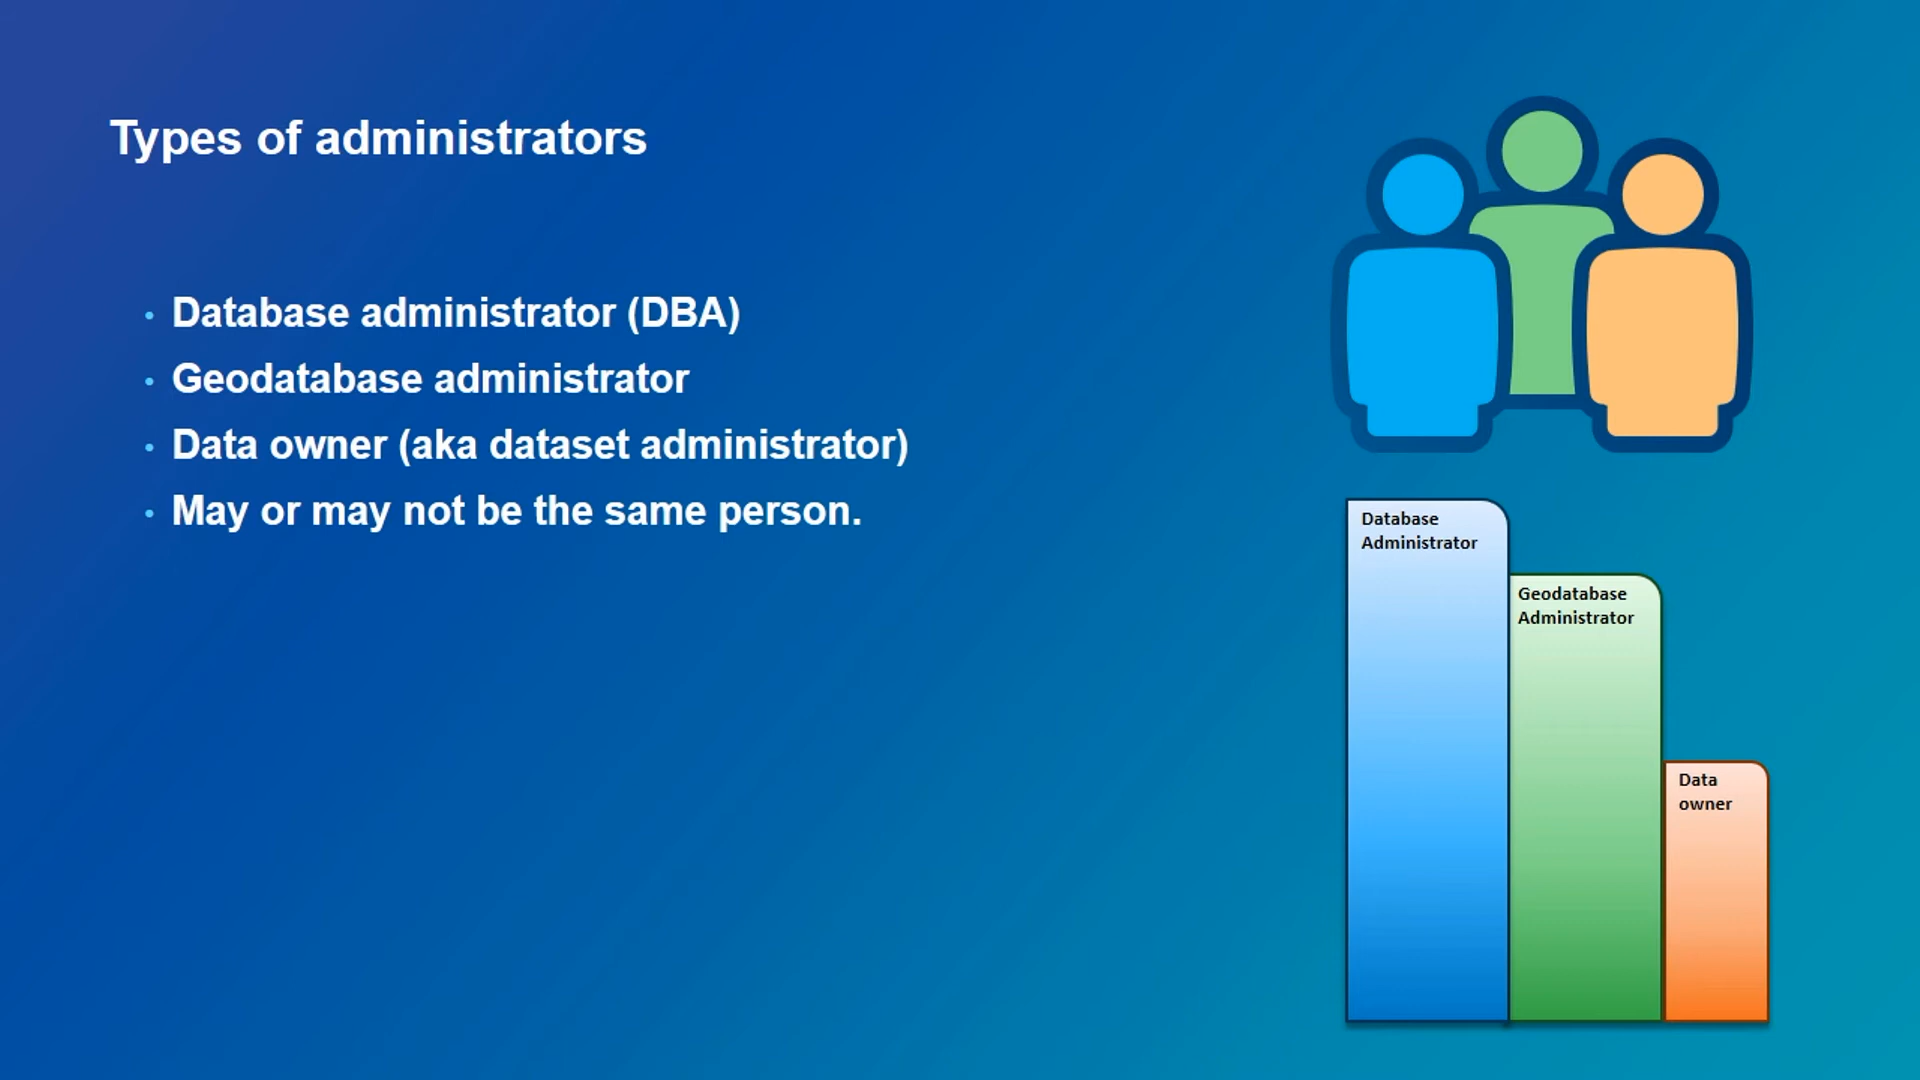 Types of administrators
• Database administrator (DBA)
• Geodatabase administrator
• Data owner (aka dataset administrator)
• May or may not be the same person.
Database
Administrator
Geodatabase
Administrator
Data
owner